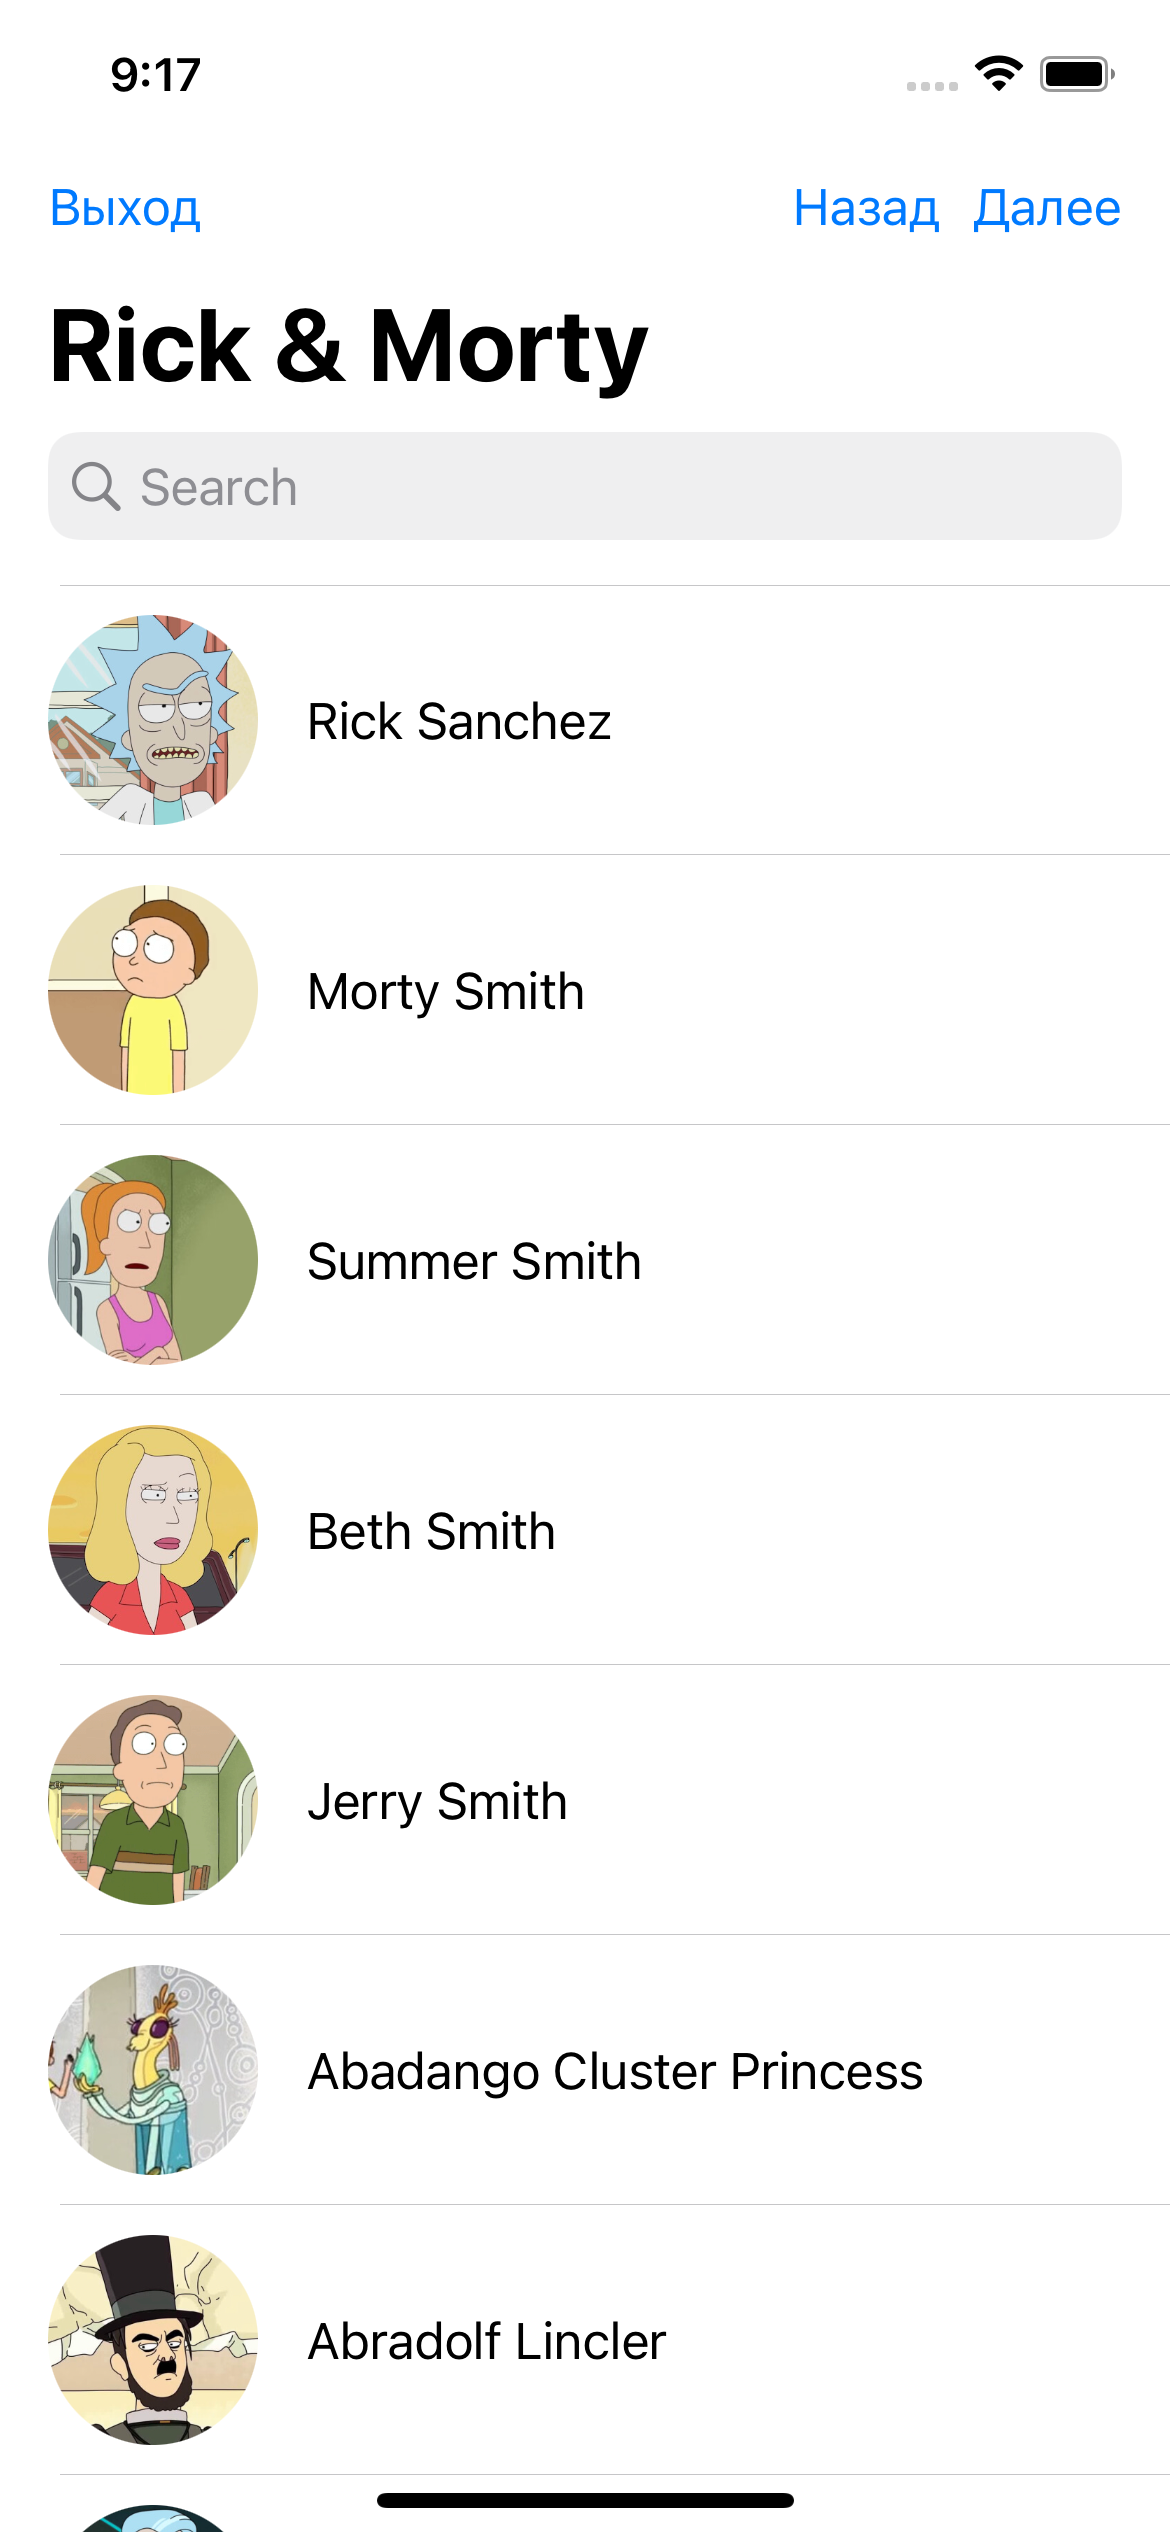 9:17
Выход Назад Далее
Rick & Morty
Search
Rick Sanchez
Morty Smith
Summer Smith
Beth Smith
Jerry Smith
Abadango Cluster Princess
Abradolf Lincler